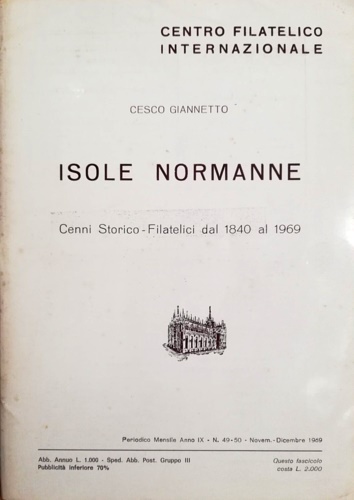 CENTRO FILATELICO
INTERNAZIONALE
CESCO GIANNETTO
ISOLE NORMANNE
Cenni Storico-Filatelici dal 1840 al 1969
Periodico Mensile Anno IX - N. 49-50 - Novem.-Dicembre 1969
Abb. Annuo L. 1.000 - Sped. Abb. Post. Gruppo III
Pubblicità inferiore 70%
Questo fascicolo
costa L. 2.000